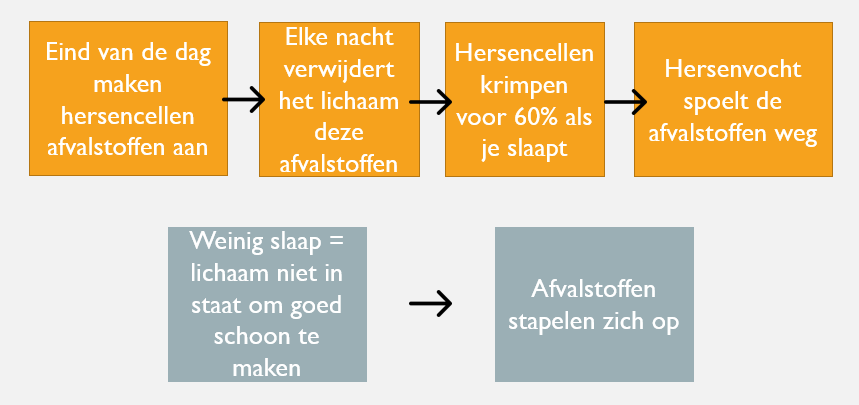 Eind van de dag
maken
hersencellen
afvalstoffen aan
Elke nacht
verwijdert
het lichaam
deze
afvalstoffen
Hersencellen
krimpen
voor 60% als
je slaapt
Hersenvocht
spoelt de
afvalstoffen weg
Weinig slaap =
lichaam niet in
staat om goed
schoon te
maken
Afvalstoffen
stapelen zich op